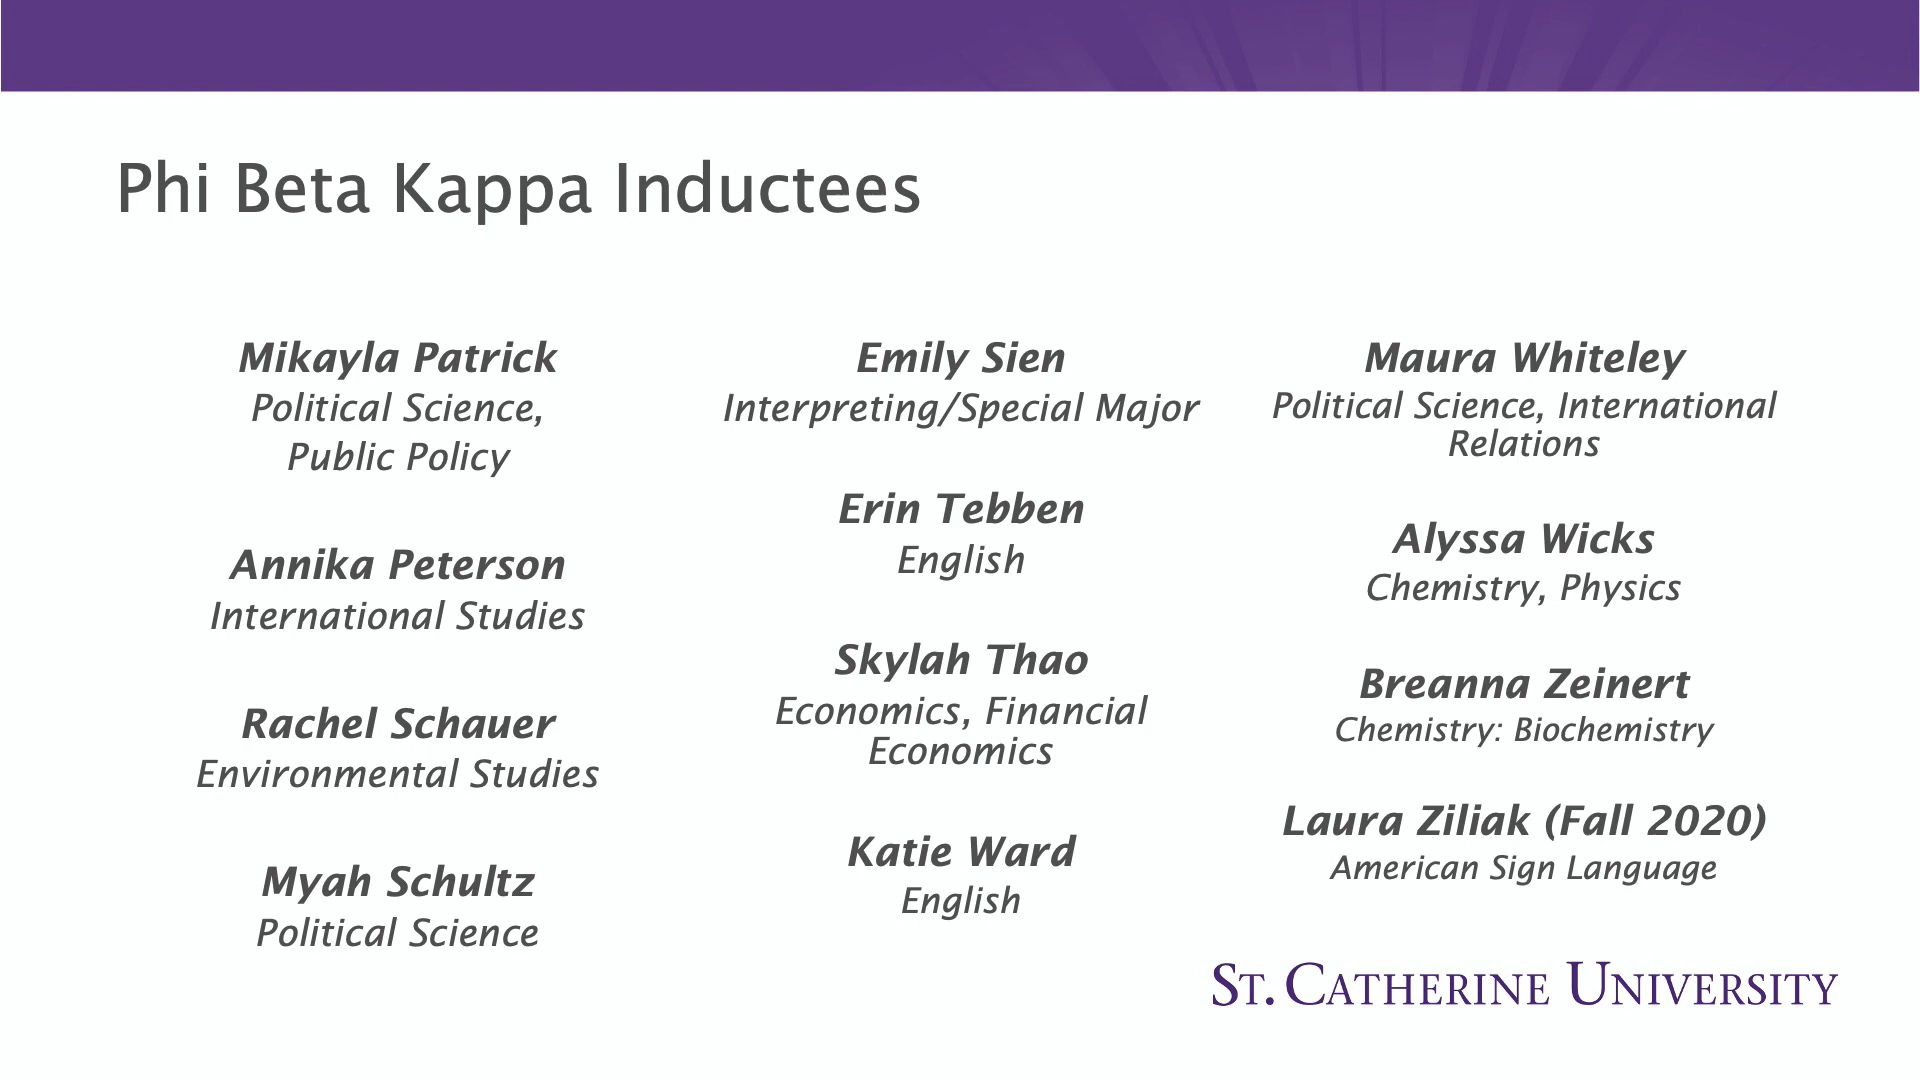 Phi Beta Kappa Inductees
Mikayla Patrick
Political Science,
Public Policy
Annika Peterson
International Studies
Rachel Schauer
Environmental Studies
Myah Schultz
Political Science
Emily Sien
Interpreting/Special Major
Erin Tebben
English
Skylah Thao
Economics, Financial
Economics
Katie Ward
English
Maura Whiteley
Political Science, International
Relations
Alyssa Wicks
Chemistry, Physics
Breanna Zeinert
Chemistry: Biochemistry
Laura Ziliak (Fall 2020)
American Sign Language
ST. CATHERINE UNIVERSITY